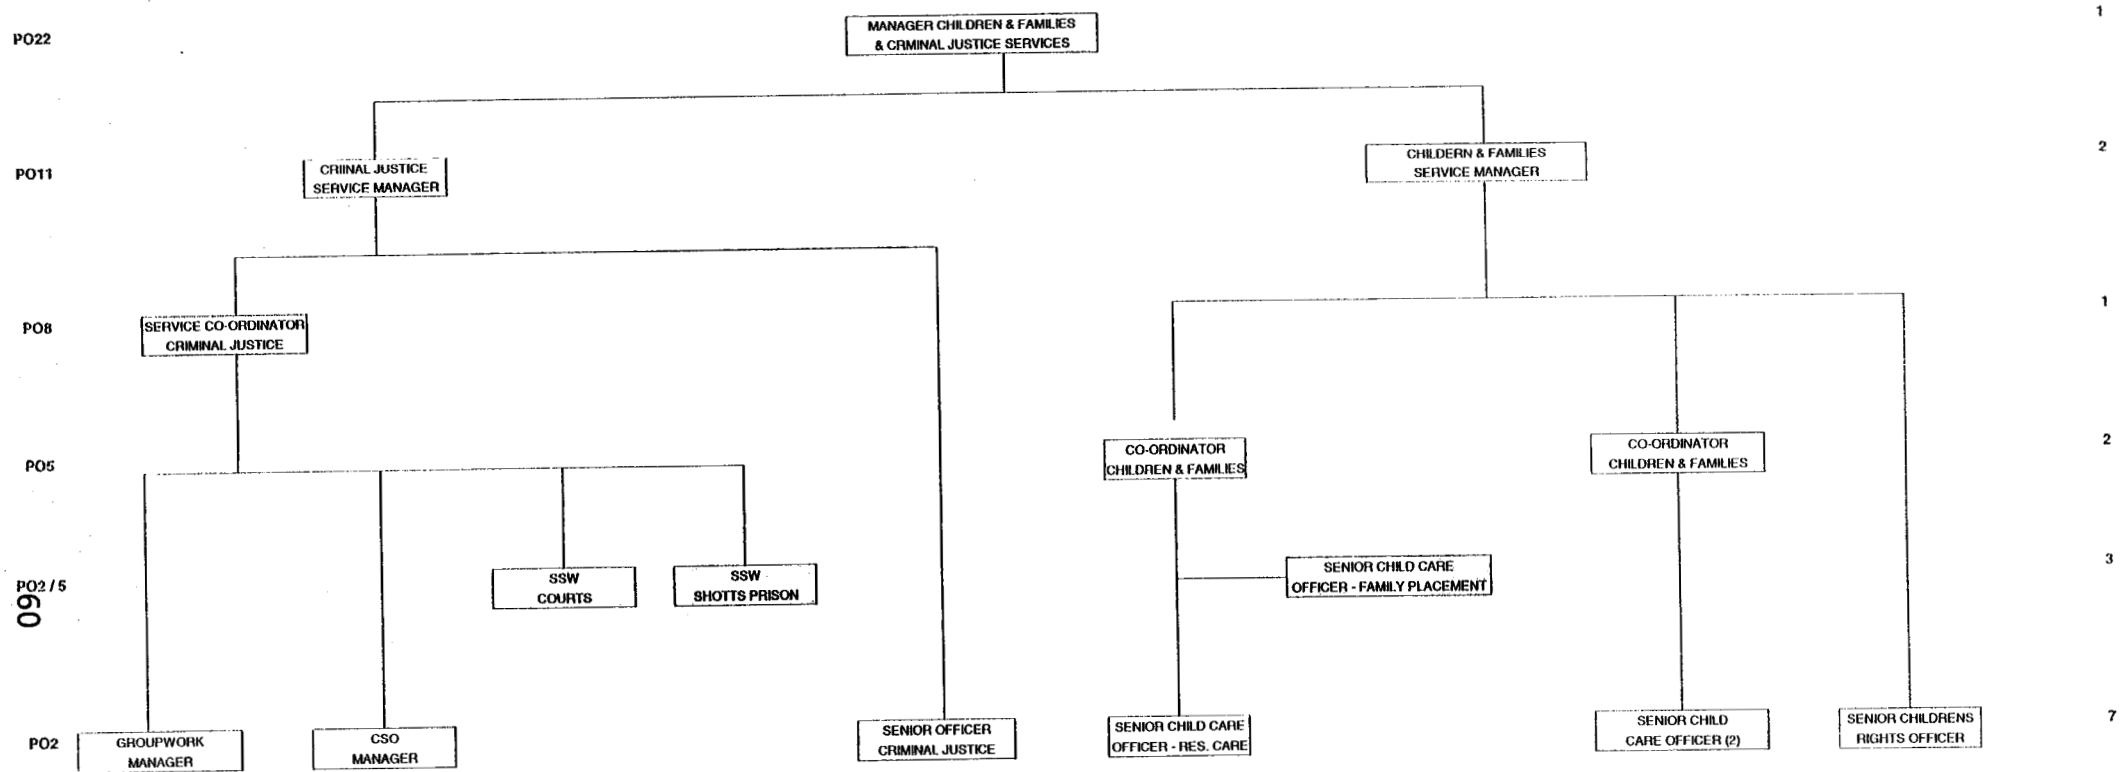 PO22
MANAGER CHILDREN & FAMILIES
& CRMINAL JUSTICE SERVICES
1
PO11
CRIINAL JUSTICE
SERVICE MANAGER
CHILDERN & FAMILIES
SERVICE MANAGER
2
PO8
SERVICE CO-ORDINATOR
CRIMINAL JUSTICE
1
PO5
CO-ORDINATOR
CHILDREN & FAMILIES
CO-ORDINATOR
CHILDREN & FAMILIES
2
PO2 / 5
SSW
COURTS
SSW
SHOTTS PRISON
SENIOR CHILD CARE
OFFICER - FAMILY PLACEMENT
3
60
PO2
GROUPWORK
MANAGER
CSO
MANAGER
SENIOR OFFICER
CRIMINAL JUSTICE
SENIOR CHILD CARE
OFFICER - RES. CARE
SENIOR CHILD
CARE OFFICER (2)
SENIOR CHILDRENS
RIGHTS OFFICER
7